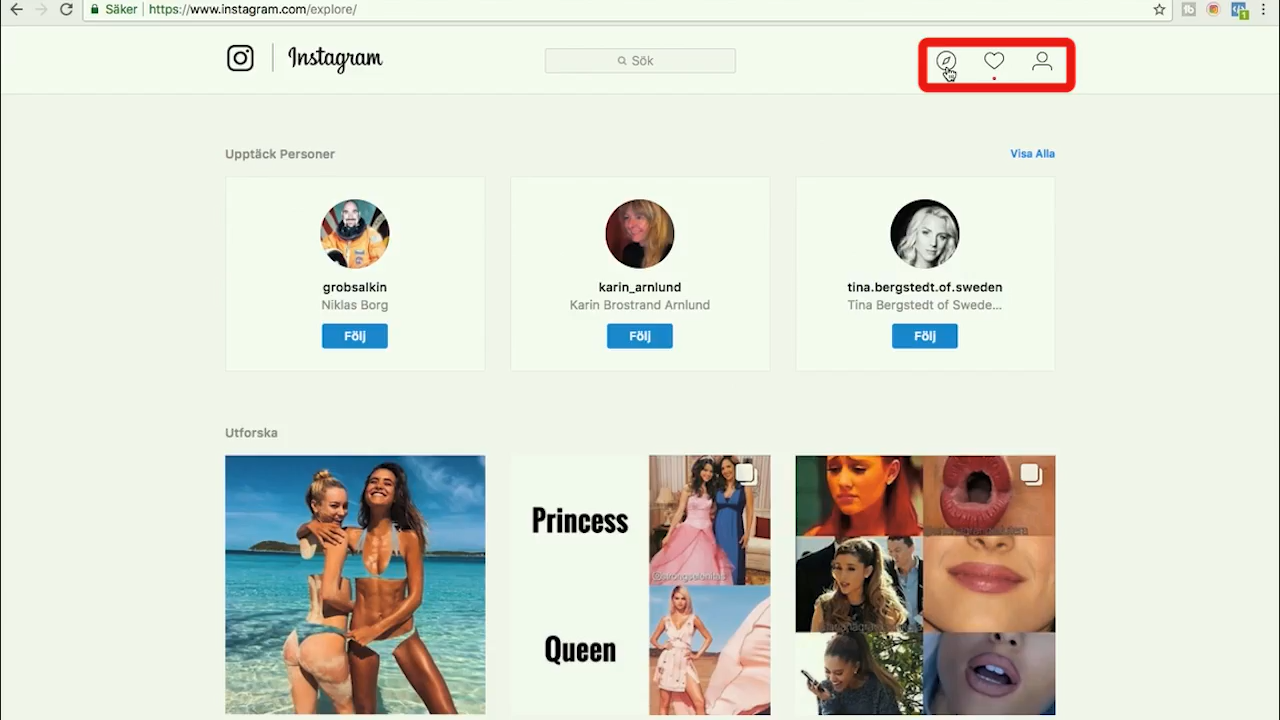 Säker
https://www.instagram.com/explore/
1
Instagram
Sök
Upptäck Personer
Visa Alla
grobsalkin
Niklas Borg
Följ
karin_arnlund
Karin Brostrand Arnlund
Följ
tina.bergstedt.of.sweden
Tina Bergstedt of Swede...
Följ
Utforska
Princess
Queen